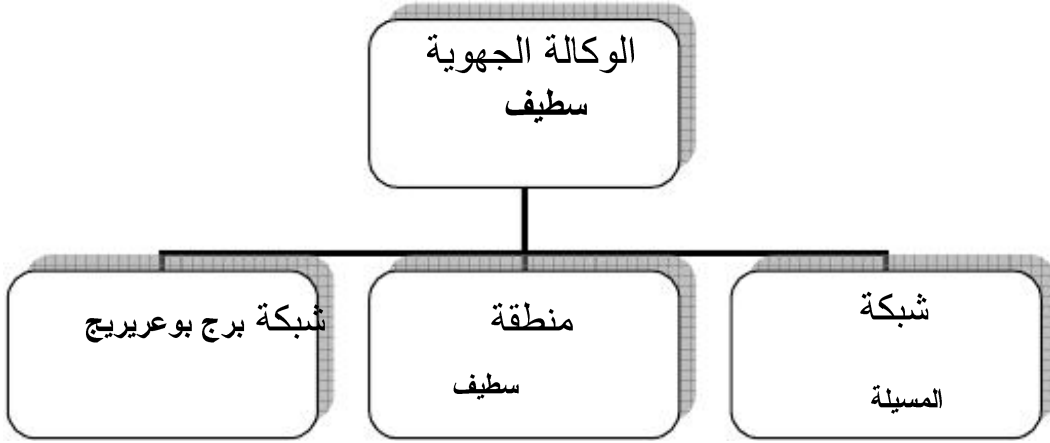 الوكالة الجهوية
سطيف
شبكة
المسيلة
منطقة
سطيف
شبكة برج بوعريريج